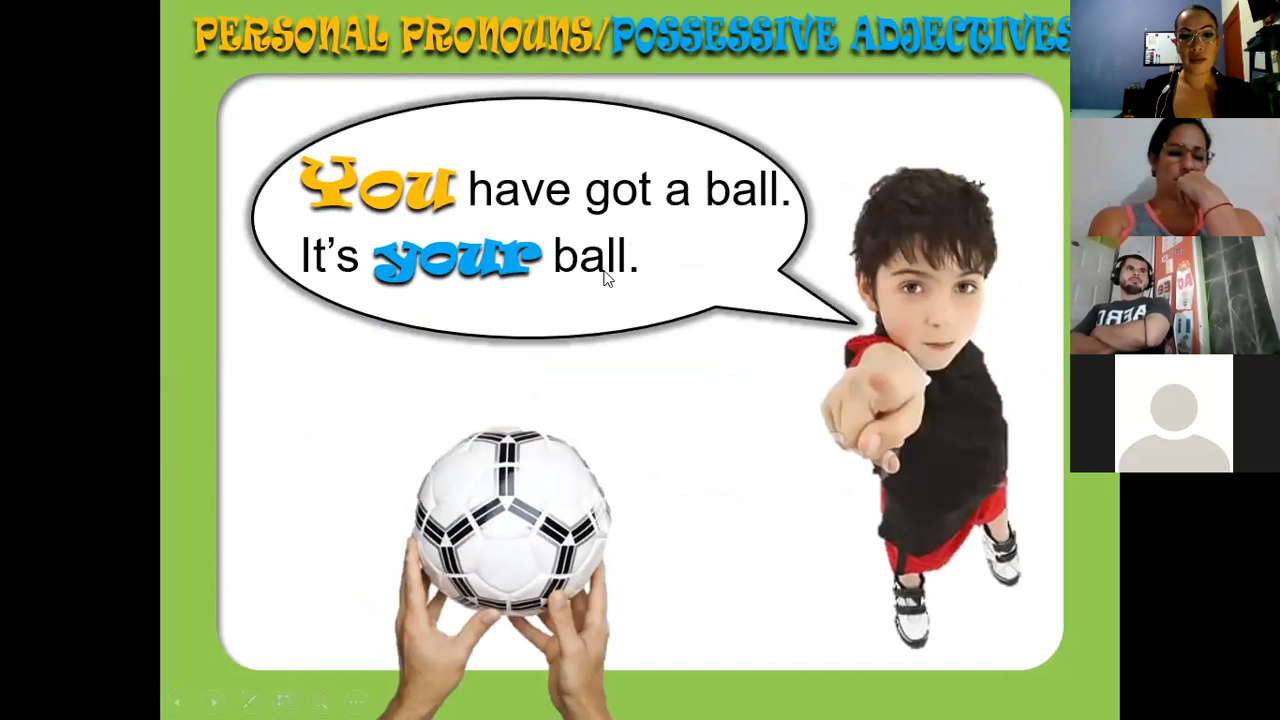 PERSONAL PRONOUNS/POSSESSIVE ADJECTIVES
You have got a ball.
It's your ball.